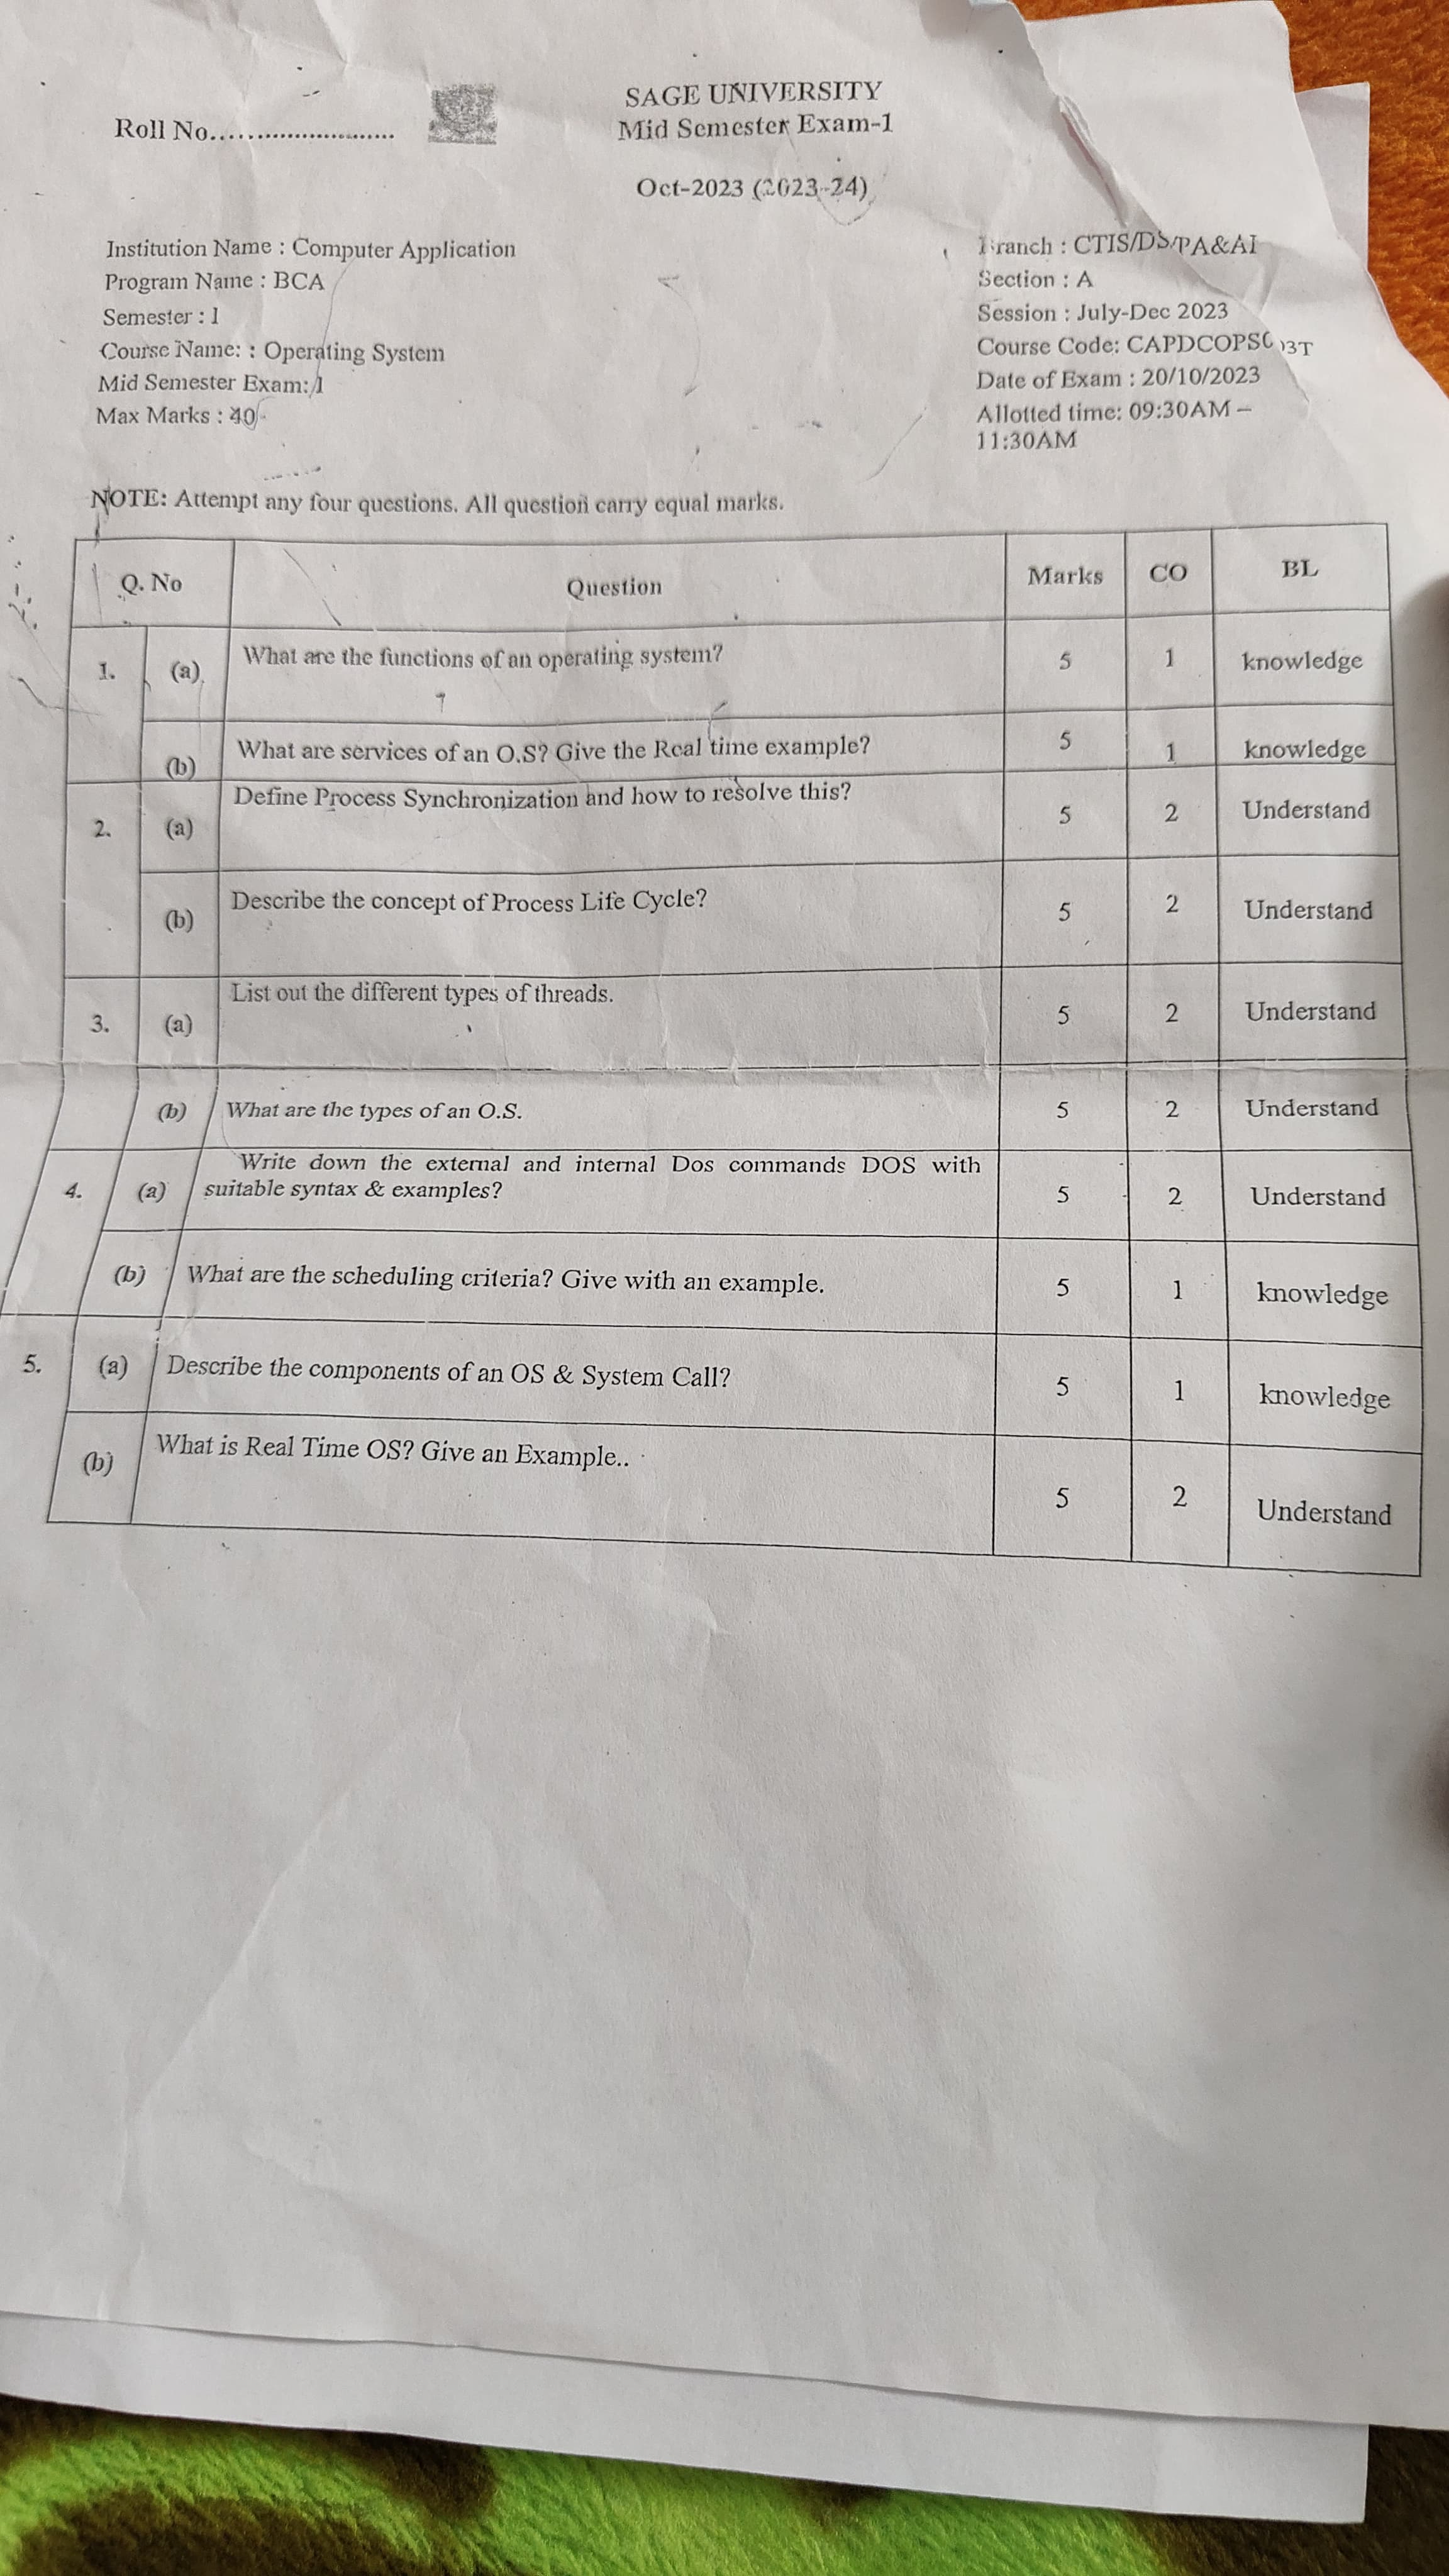 SAGE UNIVERSITY
Roll No........................ Mid Semester Exam-1
Oct-2023 (2023-24)
Institution Name : Computer Application
Program Name : BCA
Semester : I
Course Name: : Operating System
Mid Semester Exam: 1
Max Marks : 40
Branch : CTIS/DS/PA&AI
Section : A
Session : July-Dec 2023
Course Code:
Date of Exam : 20/10/2023
Allotted time: 09:30AM –
11:30AM
NOTE: Attempt any four questions. All question carry equal marks.
Q. No Question Marks CO BL
1. (a) What are the functions of an operating system? 5 1 knowledge
(b) What are services of an O.S? Give the Real time example? 5 1 knowledge
2. (a) Define Process Synchronization and how to resolve this? 5 2 Understand
(b) Describe the concept of Process Life Cycle? 5 2 Understand
3. (a) List out the different types of threads. 5 2 Understand
(b) What are the types of an O.S. 5 2 Understand
4. (a) Write down the external and internal Dos commands DOS with
suitable syntax & examples? 5 2 Understand
(b) What are the scheduling criteria? Give with an example. 5 1 knowledge
5. (a) Describe the components of an OS & System Call? 5 1 knowledge
(b) What is Real Time OS? Give an Example.. 5 2 Understand